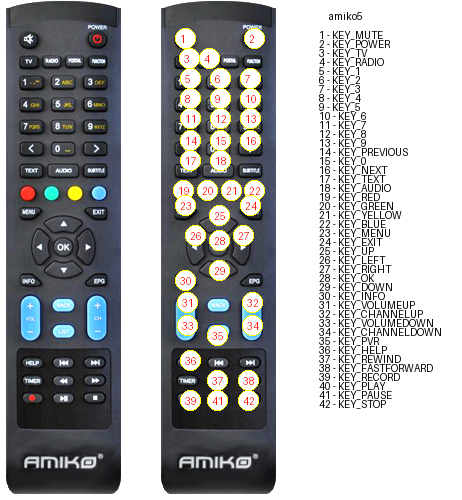 amiko5
POWER
TV RADIO PORTAL FUNCTION
1 .,-
2 ABC
3 DEF
4 GHI
5 JKL
6 MNO
7 PQRS
8 TUV
9 WXYZ
< 0 >
TEXT AUDIO SUBTITLE
MENU EXIT
OK
INFO EPG
+ BACK +
VOL CH
- LIST -
HELP
TIMER
AMIKO®
POWER
1 2
3 4 PORTAL FUNCTION
5 6 7
8 9 10
11 12 13
14 15 16
17 18
19 20 21 22
23 24
25
26 28 27
29
30 EPG
31 BACK 32
33 35 34
36
TIMER 37 38
39 41 42
AMIKO®
1 - KEY_MUTE
2 - KEY_POWER
3 - KEY_TV
4 - KEY_RADIO
5 - KEY_1
6 - KEY_2
7 - KEY_3
8 - KEY_4
9 - KEY_5
10 - KEY_6
11 - KEY_7
12 - KEY_8
13 - KEY_9
14 - KEY_PREVIOUS
15 - KEY_0
16 - KEY_NEXT
17 - KEY_TEXT
18 - KEY_AUDIO
19 - KEY_RED
20 - KEY_GREEN
21 - KEY_YELLOW
22 - KEY_BLUE
23 - KEY_MENU
24 - KEY_EXIT
25 - KEY_UP
26 - KEY_LEFT
27 - KEY_RIGHT
28 - KEY_OK
29 - KEY_DOWN
30 - KEY_INFO
31 - KEY_VOLUMEUP
32 - KEY_CHANNELUP
33 - KEY_VOLUMEDOWN
34 - KEY_CHANNELDOWN
35 - KEY_PVR
36 - KEY_HELP
37 - KEY_REWIND
38 - KEY_FASTFORWARD
39 - KEY_RECORD
40 - KEY_PLAY
41 - KEY_PAUSE
42 - KEY_STOP